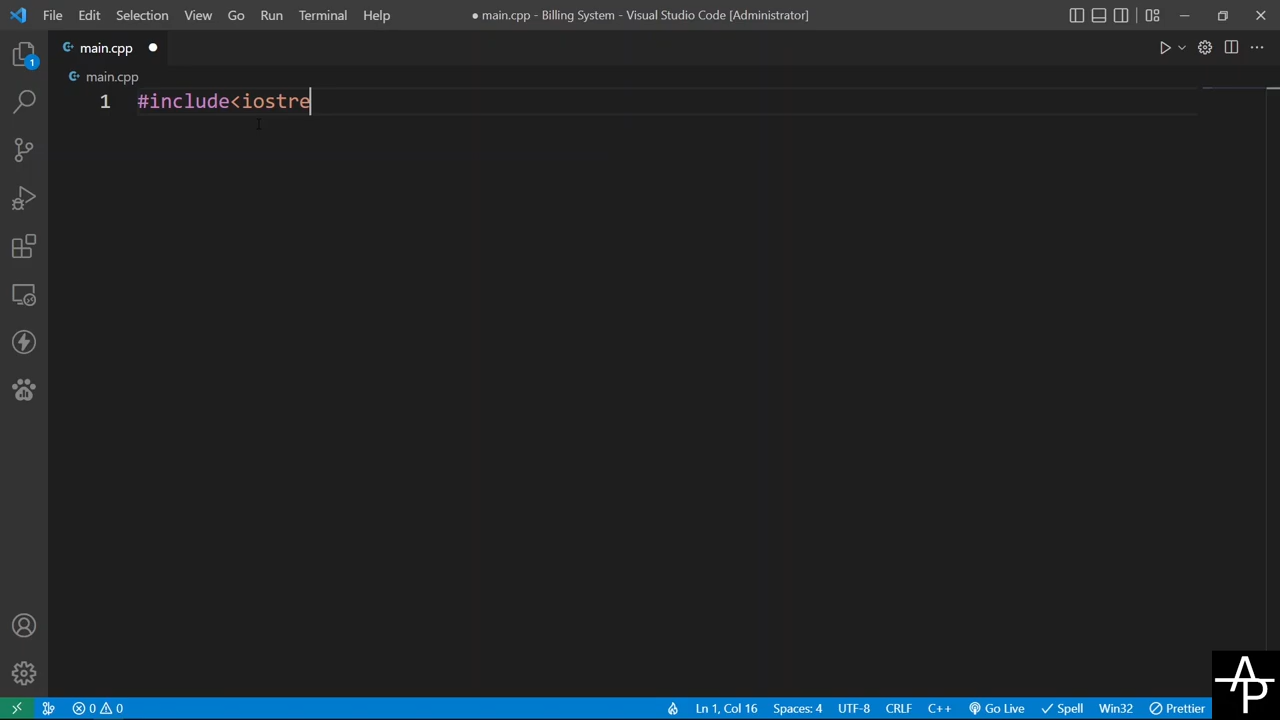 File Edit Selection View Go Run Terminal Help ● main.cpp - Billing System - Visual Studio Code [Administrator]
main.cpp
main.cpp
1 #include<iostre
1
0 0 Ln 1, Col 16 Spaces: 4 UTF-8 CRLF C++ Go Live Spell Win32 Prettier
AP